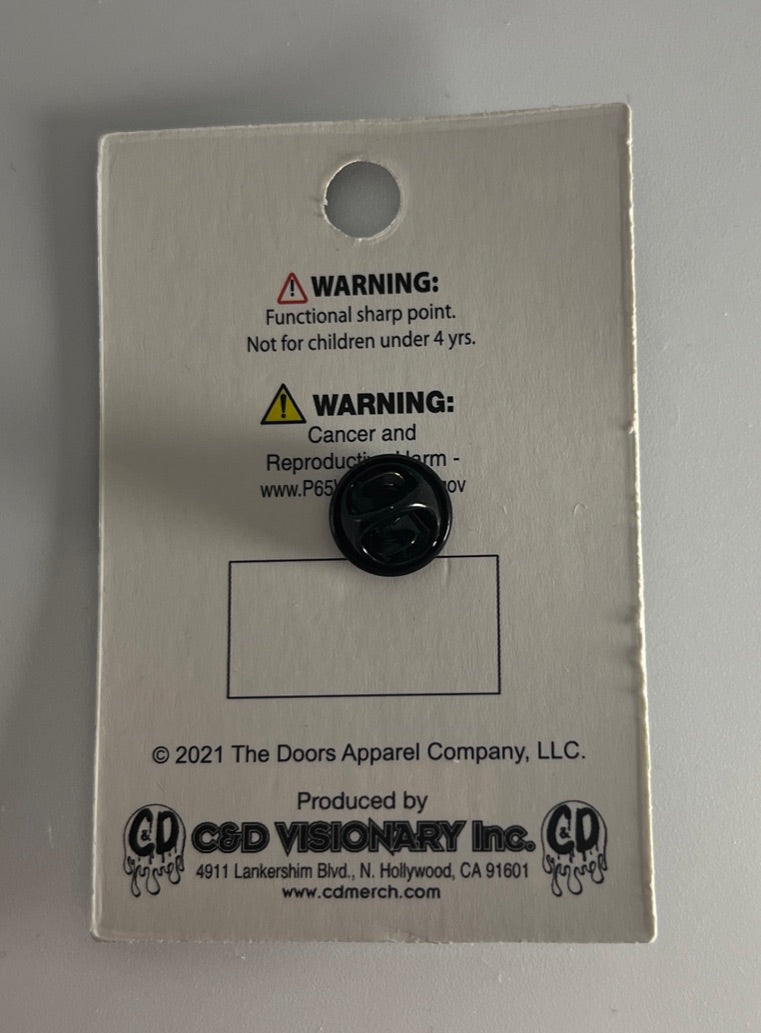 WARNING:
Functional sharp point.
Not for children under 4 yrs.
WARNING:
Cancer and
-
© 2021 The Doors Apparel Company, LLC.
Produced by
C&D C&D VISIONARY Inc. C&D
4911 Lankershim Blvd., N. Hollywood, CA 91601
www.cdmerch.com